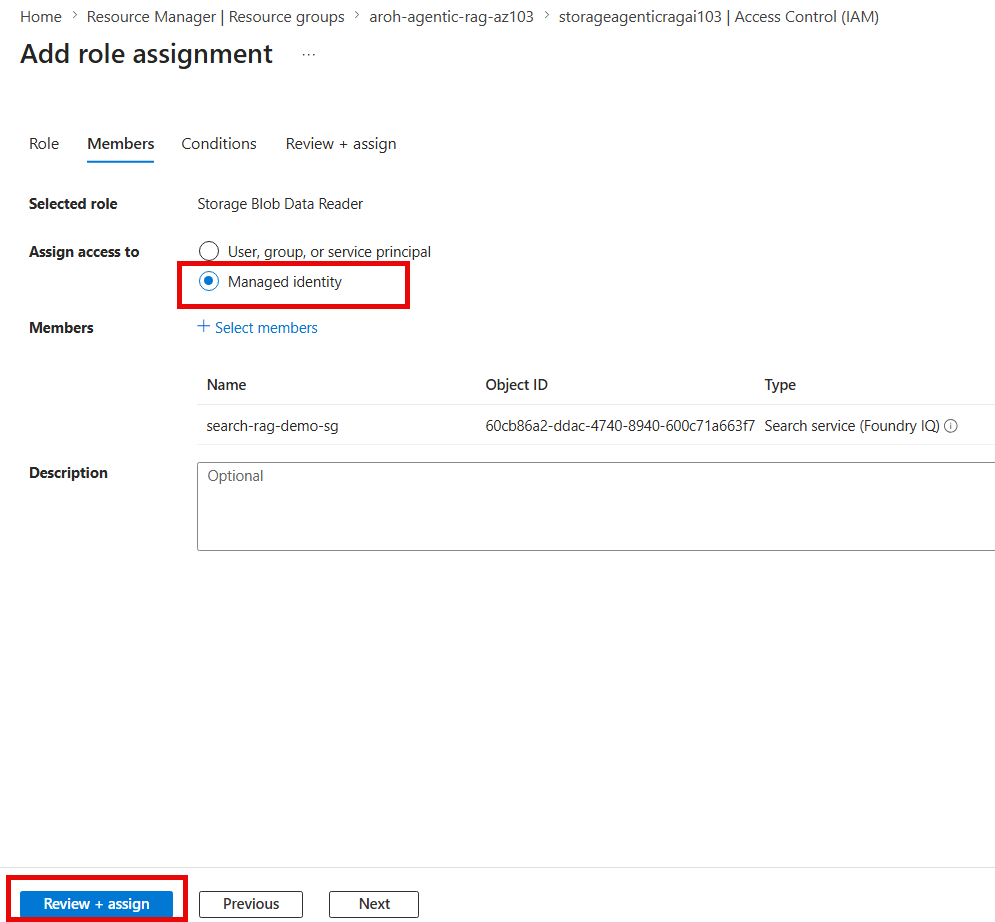 Home > Resource Manager | Resource groups > aroh-agentic-rag-az103 > storageagenticragai103 | Access Control (IAM)
Add role assignment ...
Role Members Conditions Review + assign
Selected role Storage Blob Data Reader
Assign access to User, group, or service principal
Managed identity
Members + Select members
Name Object ID Type
search-rag-demo-sg 60cb86a2-ddac-4740-8940-600c71a663f7 Search service (Foundry IQ)
Description Optional
Review + assign Previous Next